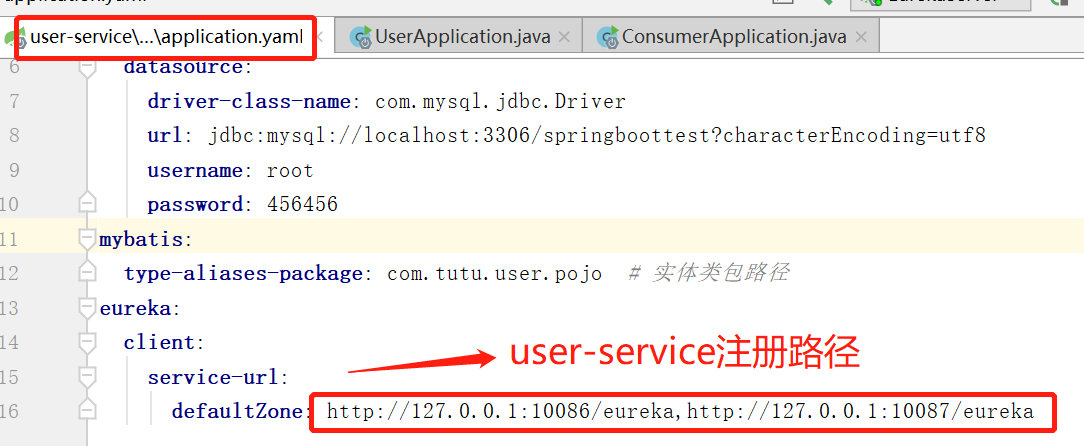 user-service\...\application.yaml
UserApplication.java
ConsumerApplication.java
6 datasource:
7 driver-class-name: com.mysql.jdbc.Driver
8 url: jdbc:mysql://localhost:3306/springboottest?characterEncoding=utf8
9 username: root
10 password: 456456
11 mybatis:
12 type-aliases-package: com.tutu.user.pojo # 实体类包路径
13 eureka:
14 client:
user-service注册路径
15 service-url:
16 defaultZone: http://127.0.0.1:10086/eureka,http://127.0.0.1:10087/eureka